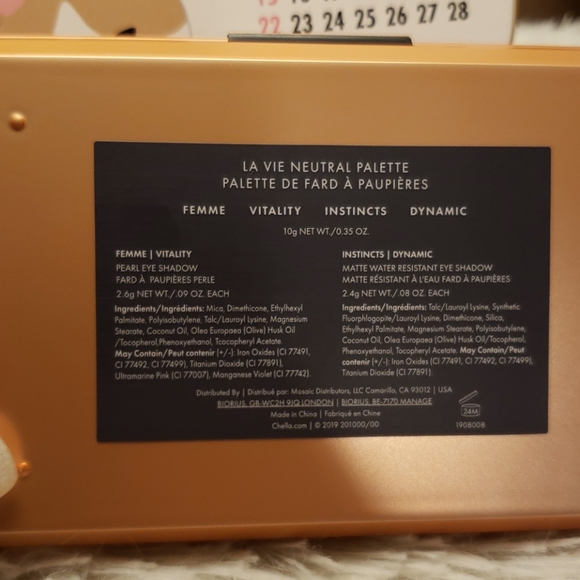 22 23 24 25 26 27 28
LA VIE NEUTRAL PALETTE
PALETTE DE FARD À PAUPIÈRES
FEMME VITALITY INSTINCTS DYNAMIC
10g NET WT./0.35 OZ.
FEMME | VITALITY
PEARL EYE SHADOW
FARD À PAUPIÈRES PERLE
2.6g NET WT./.09 OZ. EACH
Ingredients/Ingrédients: Mica, Dimethicone, Ethylhexyl
Palmitate, Polyisobutylene, Talc/Lauroyl Lysine, Magnesium
Stearate, Coconut Oil, Olea Europaea (Olive) Husk Oil
/Tocopherol,Phenoxyethanol, Tocopheryl Acetate.
May Contain/Peut contenir (+/-): Iron Oxides (CI 77491,
CI 77492, CI 77499), Titanium Dioxide (CI 77891),
Ultramarine Pink (CI 77007), Manganese Violet (CI 77742).
INSTINCTS | DYNAMIC
MATTE WATER RESISTANT EYE SHADOW
MATTE RÉSISTANT À L'EAU FARD À PAUPIÈRES
2.4g NET WT./.08 OZ. EACH
Ingredients/Ingrédients: Talc/Lauroyl Lysine, Synthetic
Fluorphlogopite/Lauroyl Lysine, Dimethicone, Silica,
Ethylhexyl Palmitate, Magnesium Stearate, Polyisobutylene,
Coconut Oil, Olea Europaea (Olive) Husk Oil /Tocopherol,
Phenoxyethanol, Tocopheryl Acetate. May Contain/Peut
contenir (+/-): Iron Oxides (CI 77491, CI 77492, CI 77499),
Titanium Dioxide (CI 77891).
Distributed By | Distribué par: Mosaic Distributors, LLC Camarillo, CA 93012 | USA
BIORIUS, GB-WC2H 9JQ LONDON | BIORIUS, BE-7170 MANAGE
Made in China | Fabriqué en Chine
Chella.com | © 2019 201000/00
24M
1908008